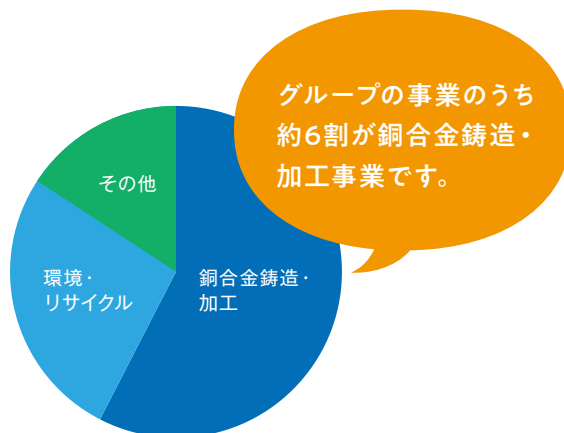 グループの事業のうち
約6割が銅合金鋳造・
加工事業です。
その他
環境・
リサイクル
銅合金鋳造・
加工